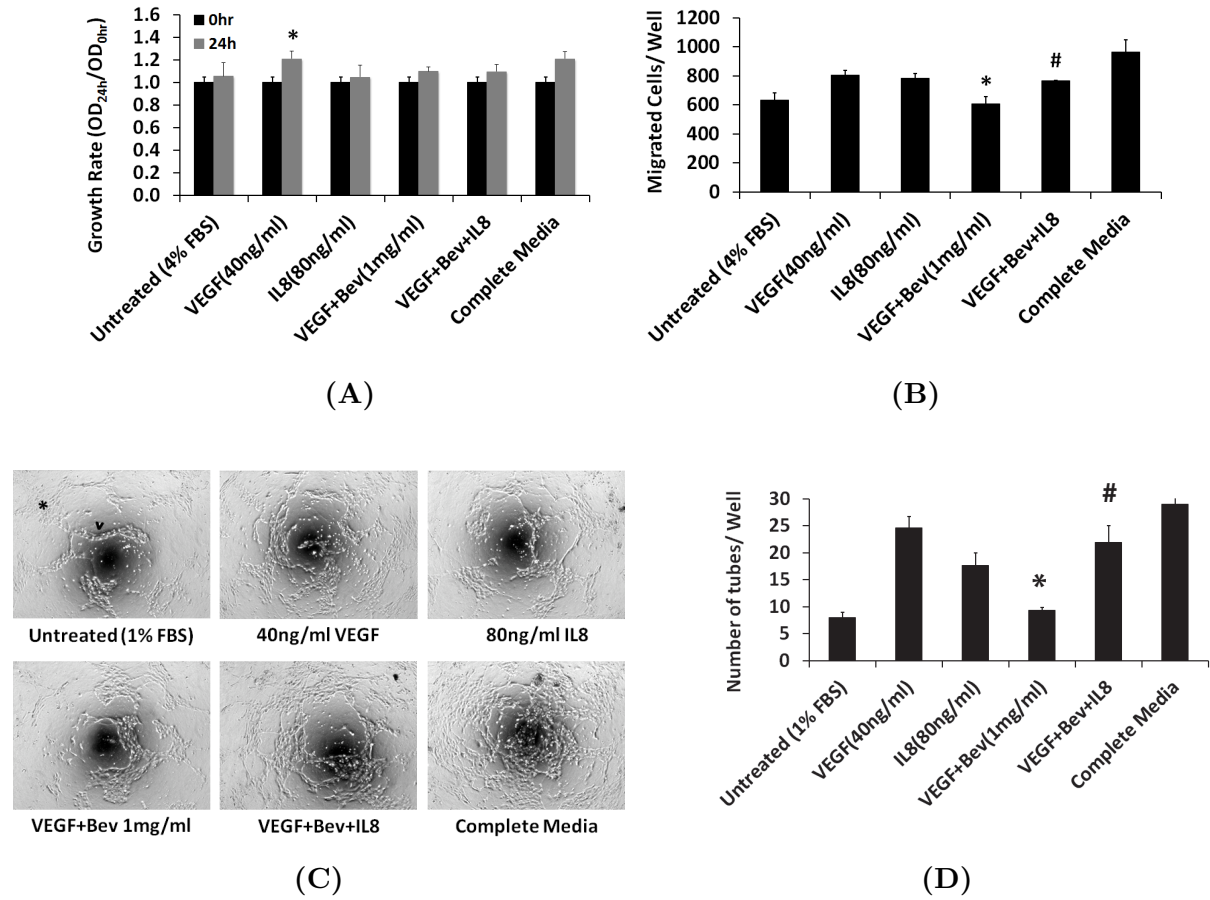 1.6
1.4
1.2
1.0
0.8
0.6
0.4
0.2
0.0
Growth Rate (OD24h/OD0hr)
0hr
24h
*
Untreated (4% FBS)
VEGF(40ng/ml)
IL8(80ng/ml)
VEGF+Bev(1mg/ml)
VEGF+Bev+IL8
Complete Media
(A)
1200
1000
800
600
400
200
0
Migrated Cells/ Well
*
#
Untreated (4% FBS)
VEGF(40ng/ml)
IL8(80ng/ml)
VEGF+Bev(1mg/ml)
VEGF+Bev+IL8
Complete Media
(B)
*
v
Untreated (1% FBS)
40ng/ml VEGF
80ng/ml IL8
VEGF+Bev 1mg/ml
VEGF+Bev+IL8
Complete Media
(C)
30
25
20
15
10
5
0
Number of tubes/ Well
*
#
Untreated (1% FBS)
VEGF(40ng/ml)
IL8(80ng/ml)
VEGF+Bev(1mg/ml)
VEGF+Bev+IL8
Complete Media
(D)